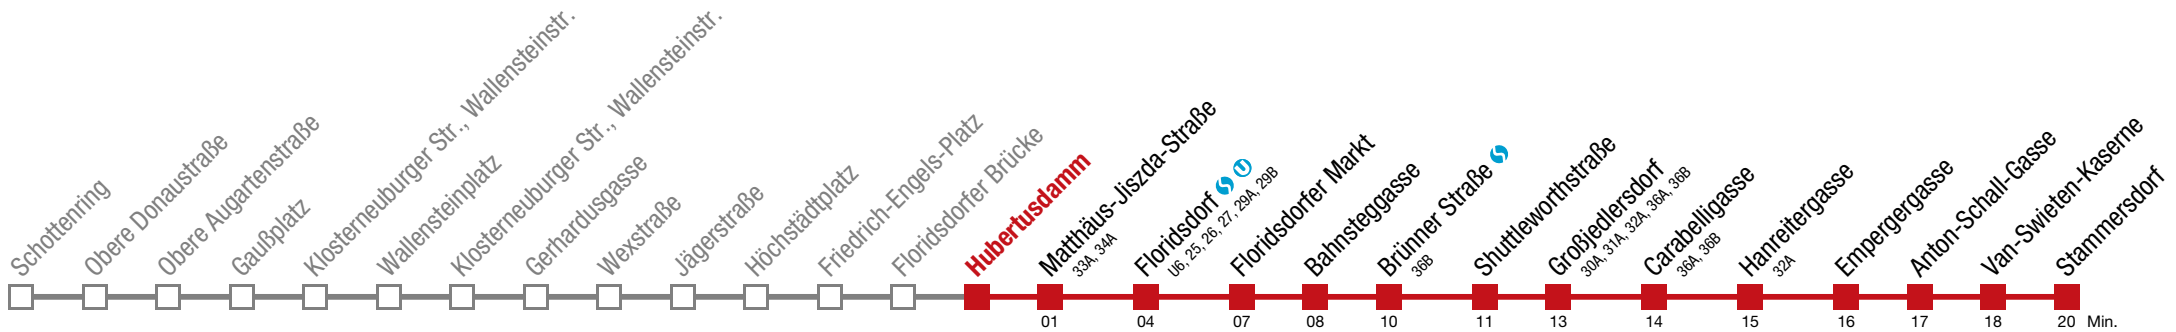 Schottenring
Obere Donaustraße
Obere Augartenstraße
Gaußplatz
Klosterneuburger Str., Wallensteinstr.
Wallensteinplatz
Klosterneuburger Str., Wallensteinstr.
Gerhardusgasse
Wexstraße
Jägerstraße
Höchstädtplatz
Friedrich-Engels-Platz
Floridsdorfer Brücke
Hubertusdamm
Matthäus-Jiszda-Straße
33A, 34A
Floridsdorf S U
U6, 25, 26, 27, 29A, 29B
Floridsdorfer Markt
Bahnsteggasse
Brünner Straße S
36B
Shuttleworthstraße
Großjedlersdorf
30A, 31A, 32A, 36A, 36B
Carabelligasse
36A, 36B
Hanreitergasse
32A
Empergergasse
Anton-Schall-Gasse
Van-Swieten-Kaserne
Stammersdorf
01 04 07 08 10 11 13 14 15 16 17 18 20 Min.